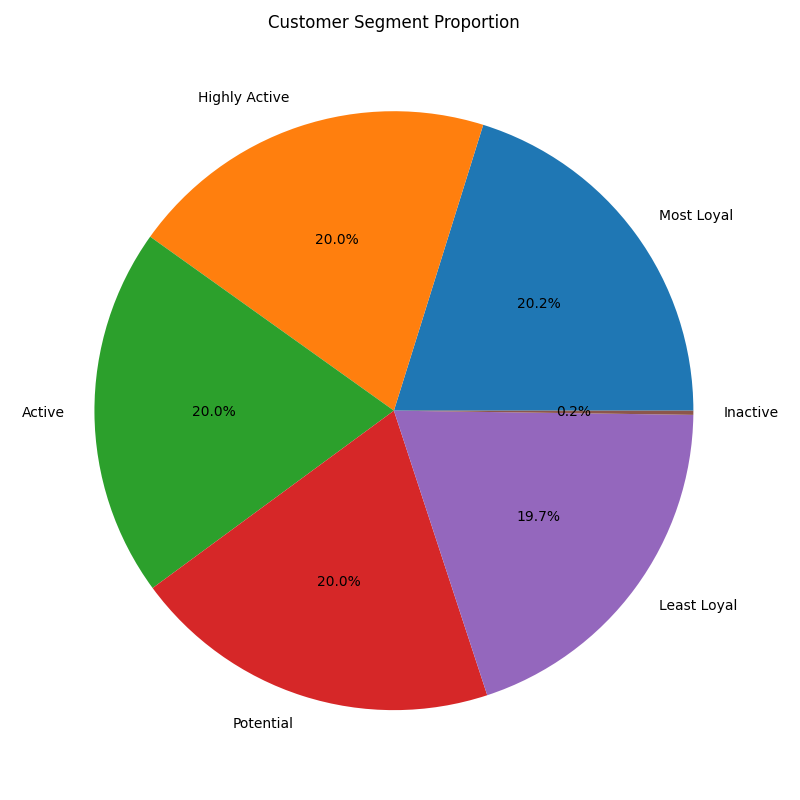 Customer Segment Proportion
Highly Active
Most Loyal
20.0%
20.2%
Active
20.0%
0.2%
Inactive
19.7%
20.0%
Least Loyal
Potential